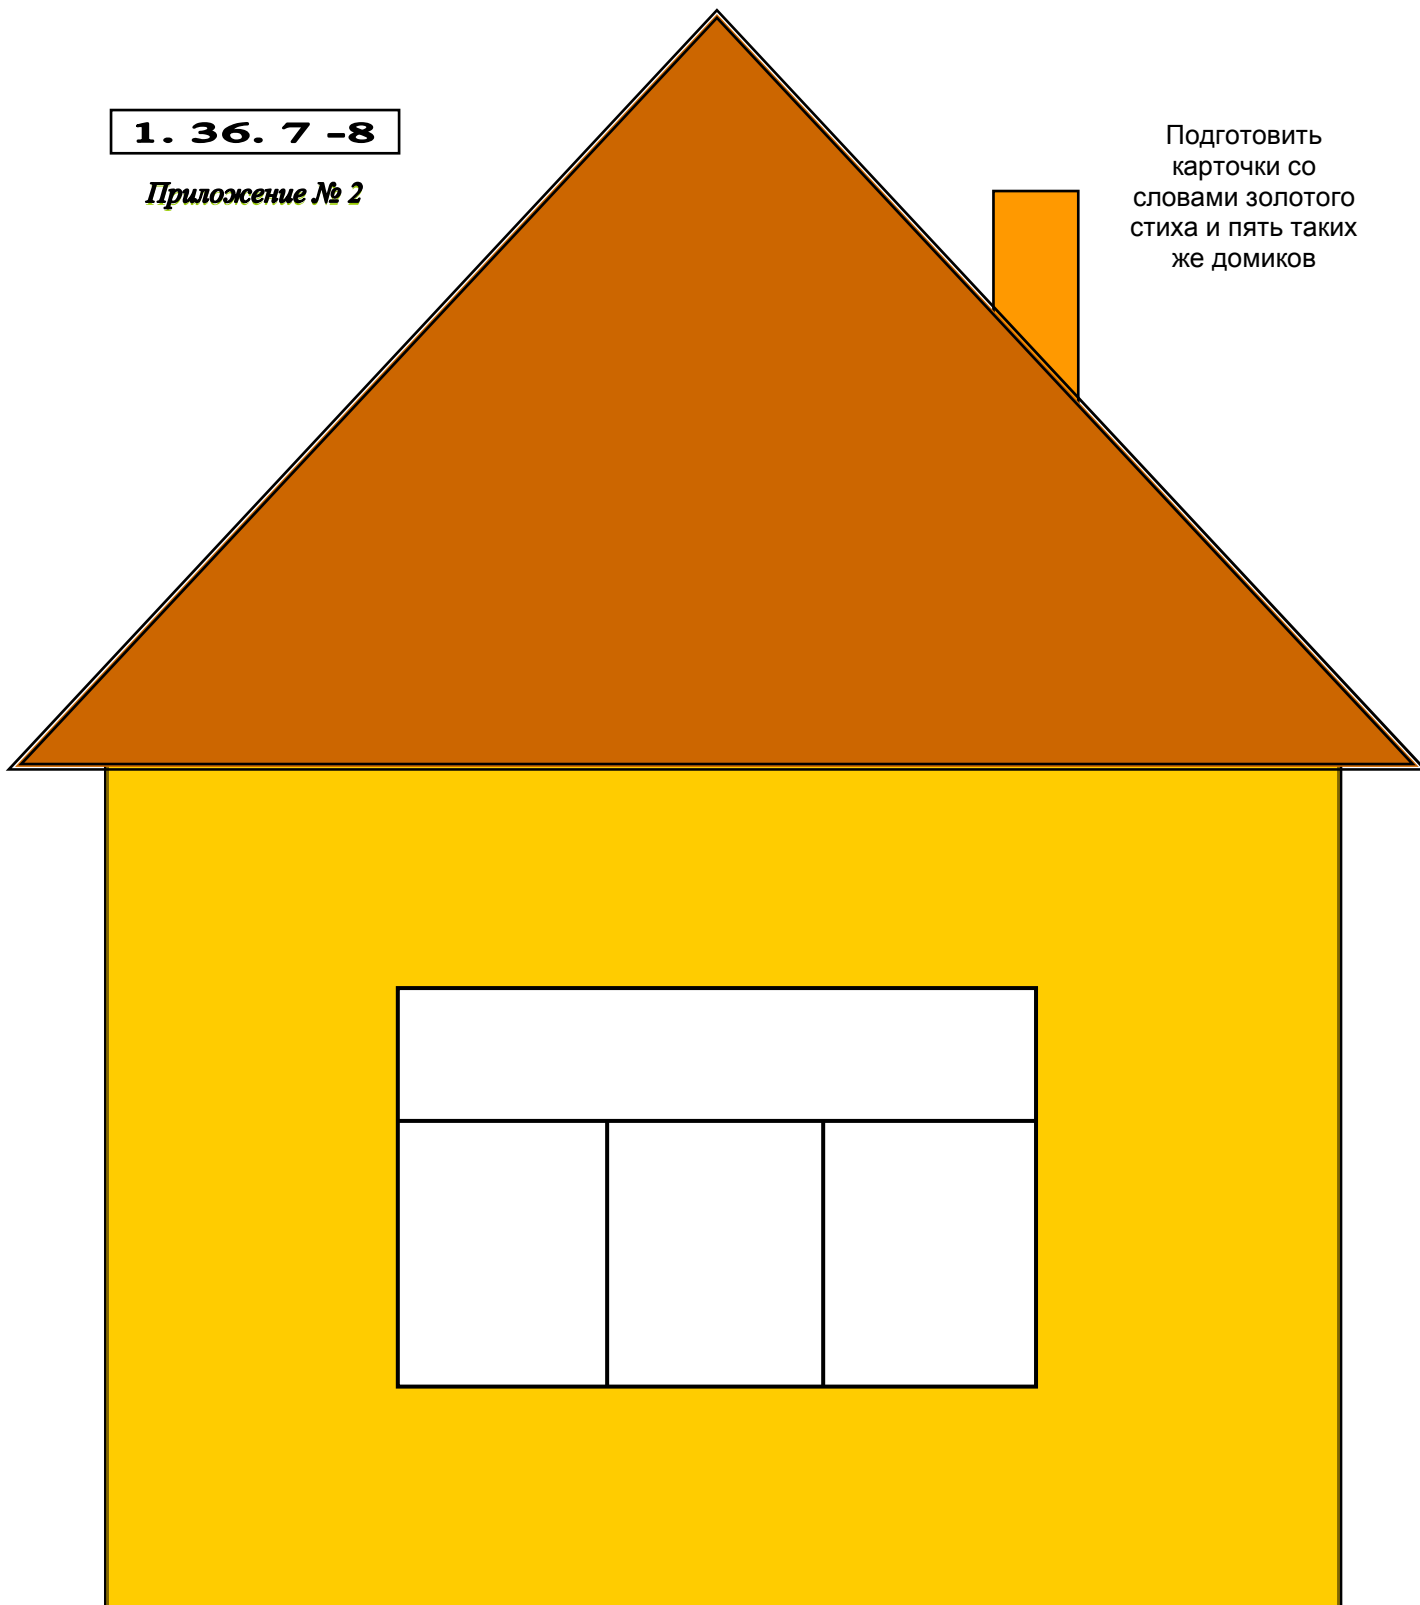 1. 36. 7 -8
Приложение № 2
Подготовить
карточки со
словами золотого
стиха и пять таких
же домиков